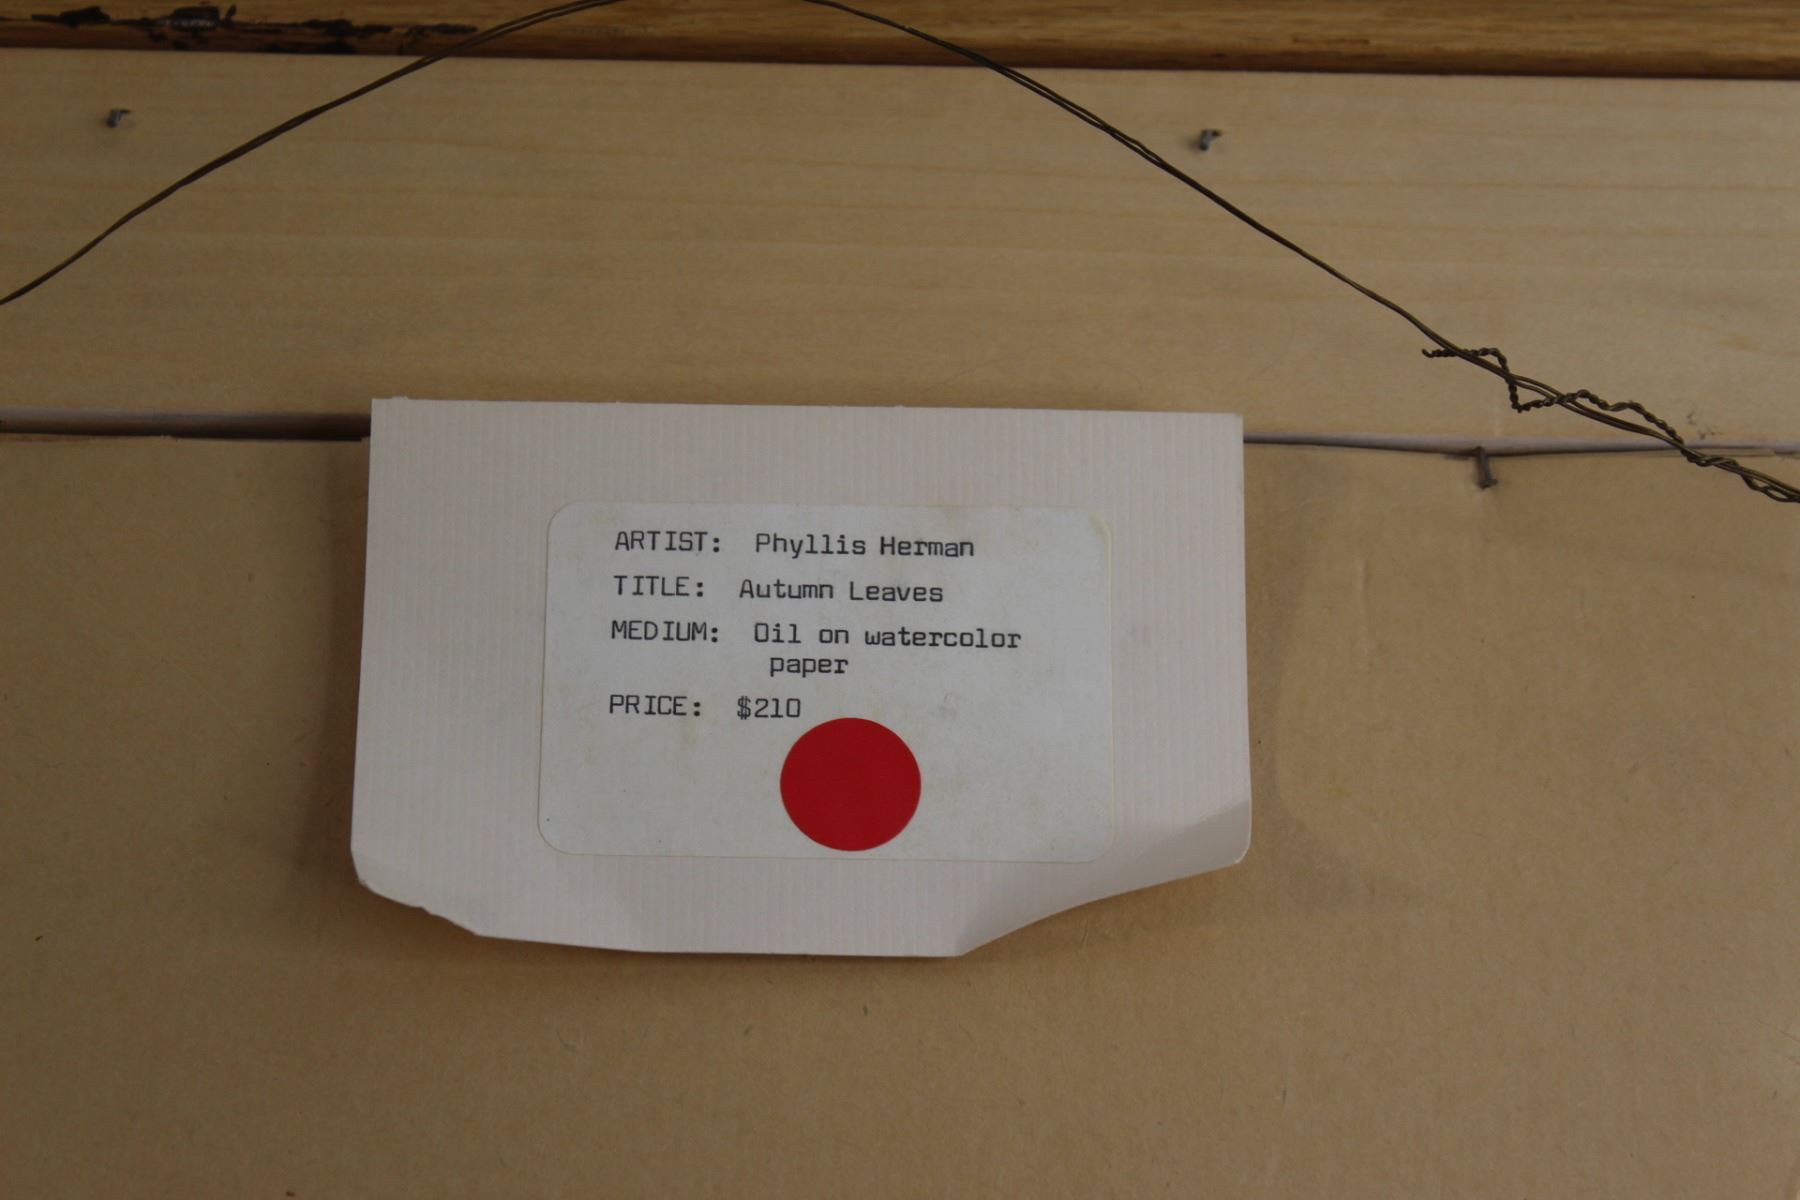 ARTIST: Phyllis Herman
TITLE: Autumn Leaves
MEDIUM: Oil on watercolor
paper
PRICE: $210